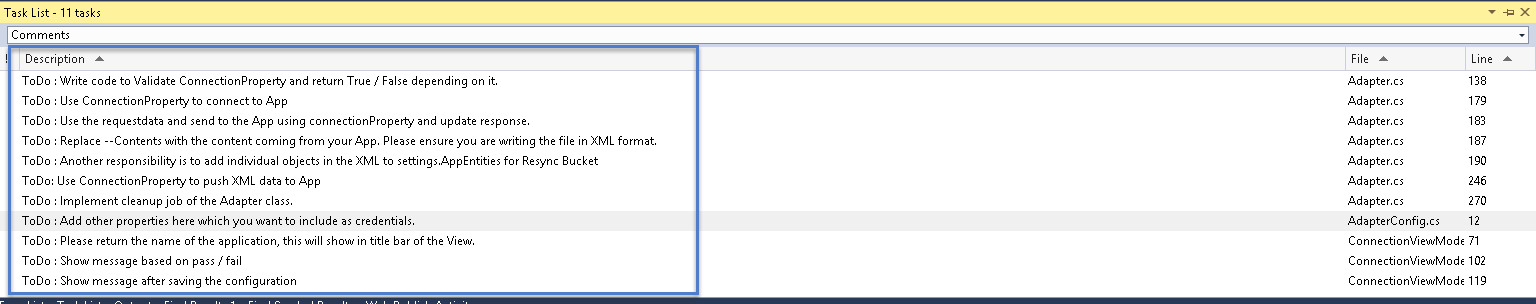 Task List - 11 tasks
Comments
! Description File Line
ToDo : Write code to Validate ConnectionProperty and return True / False depending on it. Adapter.cs 138
ToDo : Use ConnectionProperty to connect to App Adapter.cs 179
ToDo : Use the requestdata and send to the App using connectionProperty and update response. Adapter.cs 183
ToDo : Replace --Contents with the content coming from your App. Please ensure you are writing the file in XML format. Adapter.cs 187
ToDo : Another responsibility is to add individual objects in the XML to settings.AppEntities for Resync Bucket Adapter.cs 190
ToDo: Use ConnectionProperty to push XML data to App Adapter.cs 246
ToDo : Implement cleanup job of the Adapter class. Adapter.cs 270
ToDo : Add other properties here which you want to include as credentials. AdapterConfig.cs 12
ToDo : Please return the name of the application, this will show in title bar of the View. ConnectionViewMode 71
ToDo : Show message based on pass / fail ConnectionViewMode 102
ToDo : Show message after saving the configuration ConnectionViewMode 119